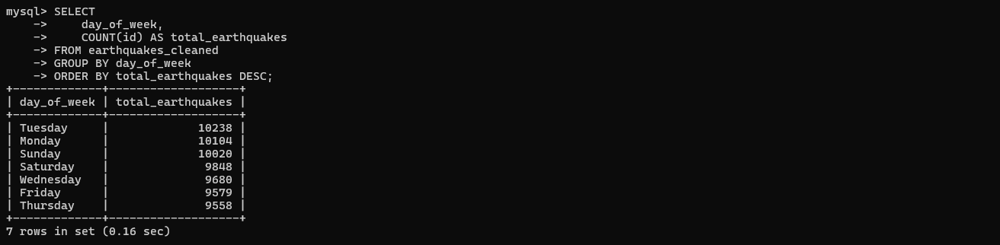 mysql> SELECT
    ->     day_of_week,
    ->     COUNT(id) AS total_earthquakes
    -> FROM earthquakes_cleaned
    -> GROUP BY day_of_week
    -> ORDER BY total_earthquakes DESC;
+-------------+-------------------+
| day_of_week | total_earthquakes |
+-------------+-------------------+
| Tuesday     |             10238 |
| Monday      |             10104 |
| Sunday      |             10020 |
| Saturday    |              9848 |
| Wednesday   |              9680 |
| Friday      |              9579 |
| Thursday    |              9558 |
+-------------+-------------------+
7 rows in set (0.16 sec)